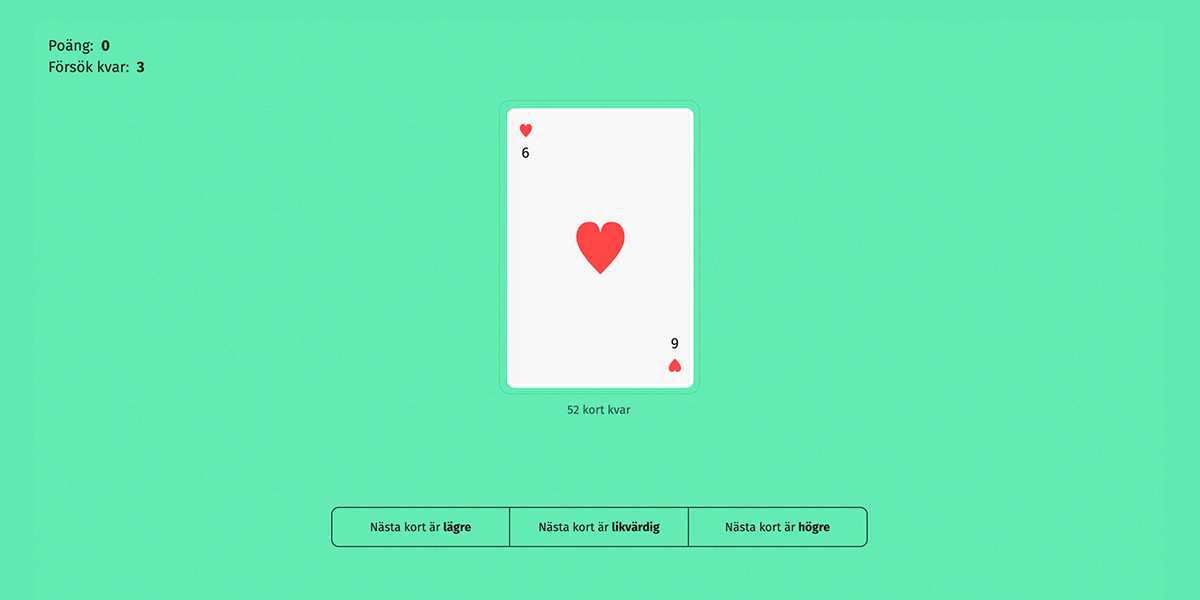 Poäng: 0
Försök kvar: 3
6
6
52 kort kvar
Nästa kort är lägre
Nästa kort är likvärdig
Nästa kort är högre